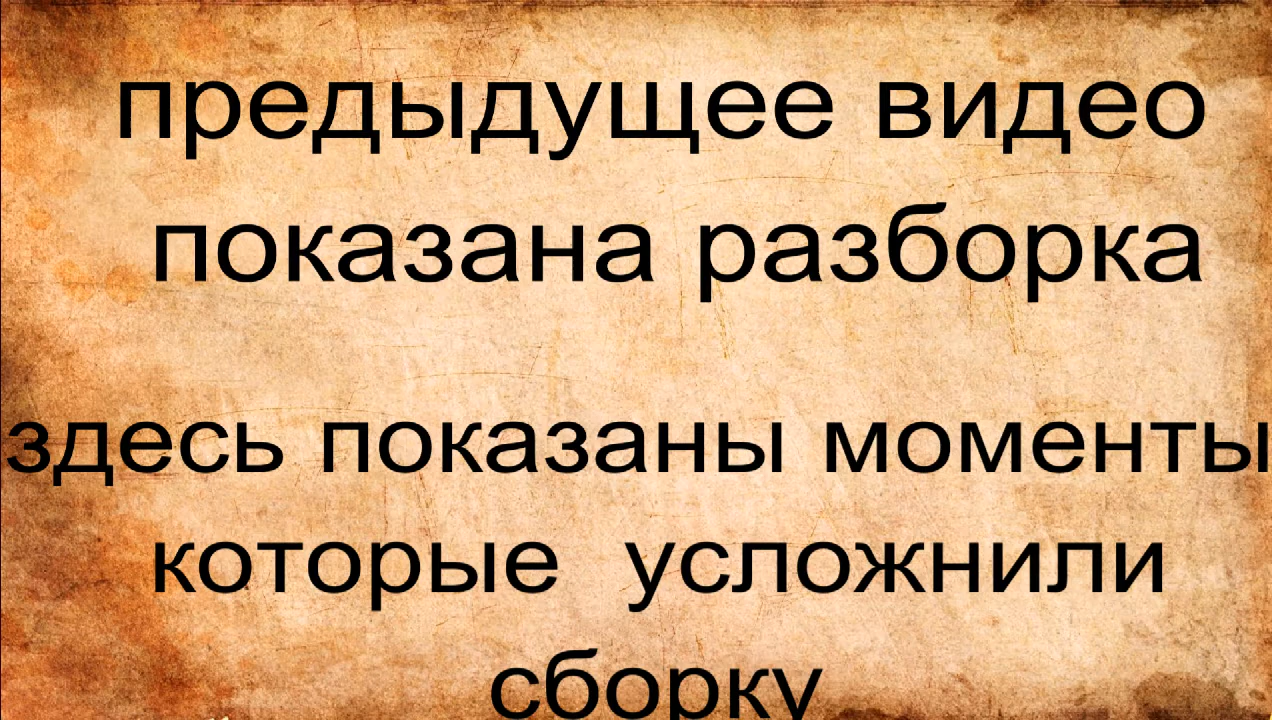 предыдущее видео
показана разборка
здесь показаны моменты
которые усложнили
сборку